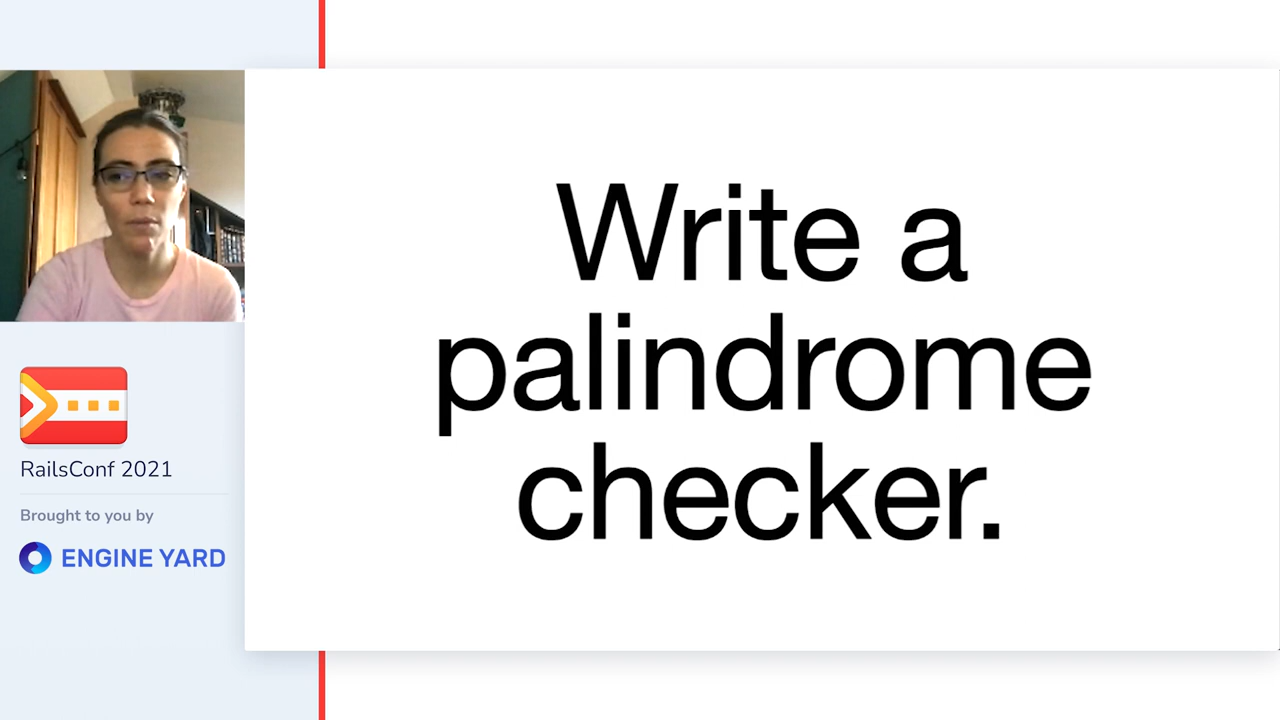 Write a
palindrome
checker.
RailsConf 2021
Brought to you by
ENGINE YARD